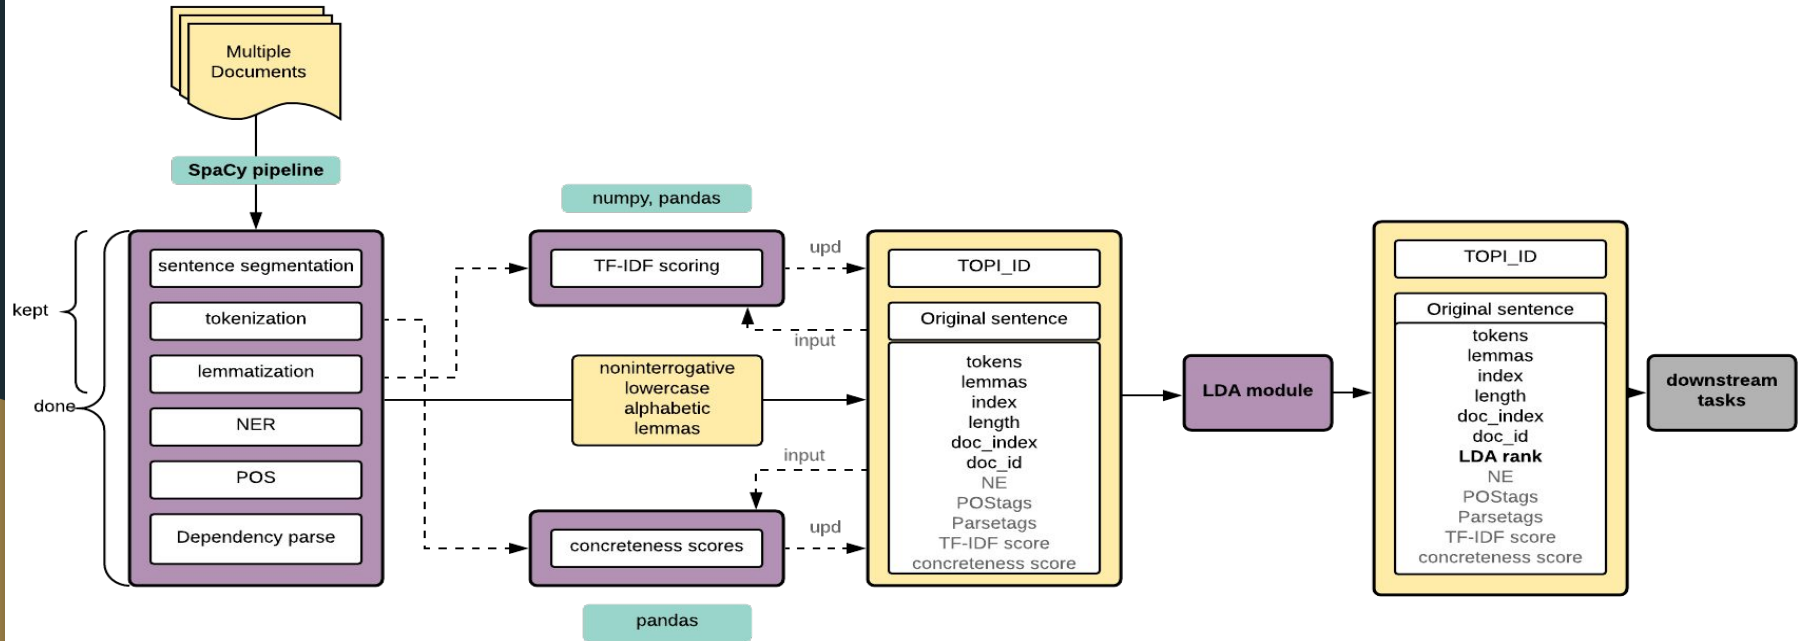 Multiple
Documents
SpaCy pipeline
kept
done
sentence segmentation
tokenization
lemmatization
NER
POS
Dependency parse
numpy, pandas
TF-IDF scoring
upd
input
noninterrogative
lowercase
alphabetic
lemmas
input
concreteness scores
upd
pandas
TOPI_ID
Original sentence
tokens
lemmas
index
length
doc_index
doc_id
NE
POStags
Parsetags
TF-IDF score
concreteness score
LDA module
TOPI_ID
Original sentence
tokens
lemmas
index
length
doc_index
doc_id
LDA rank
NE
POStags
Parsetags
TF-IDF score
concreteness score
downstream
tasks